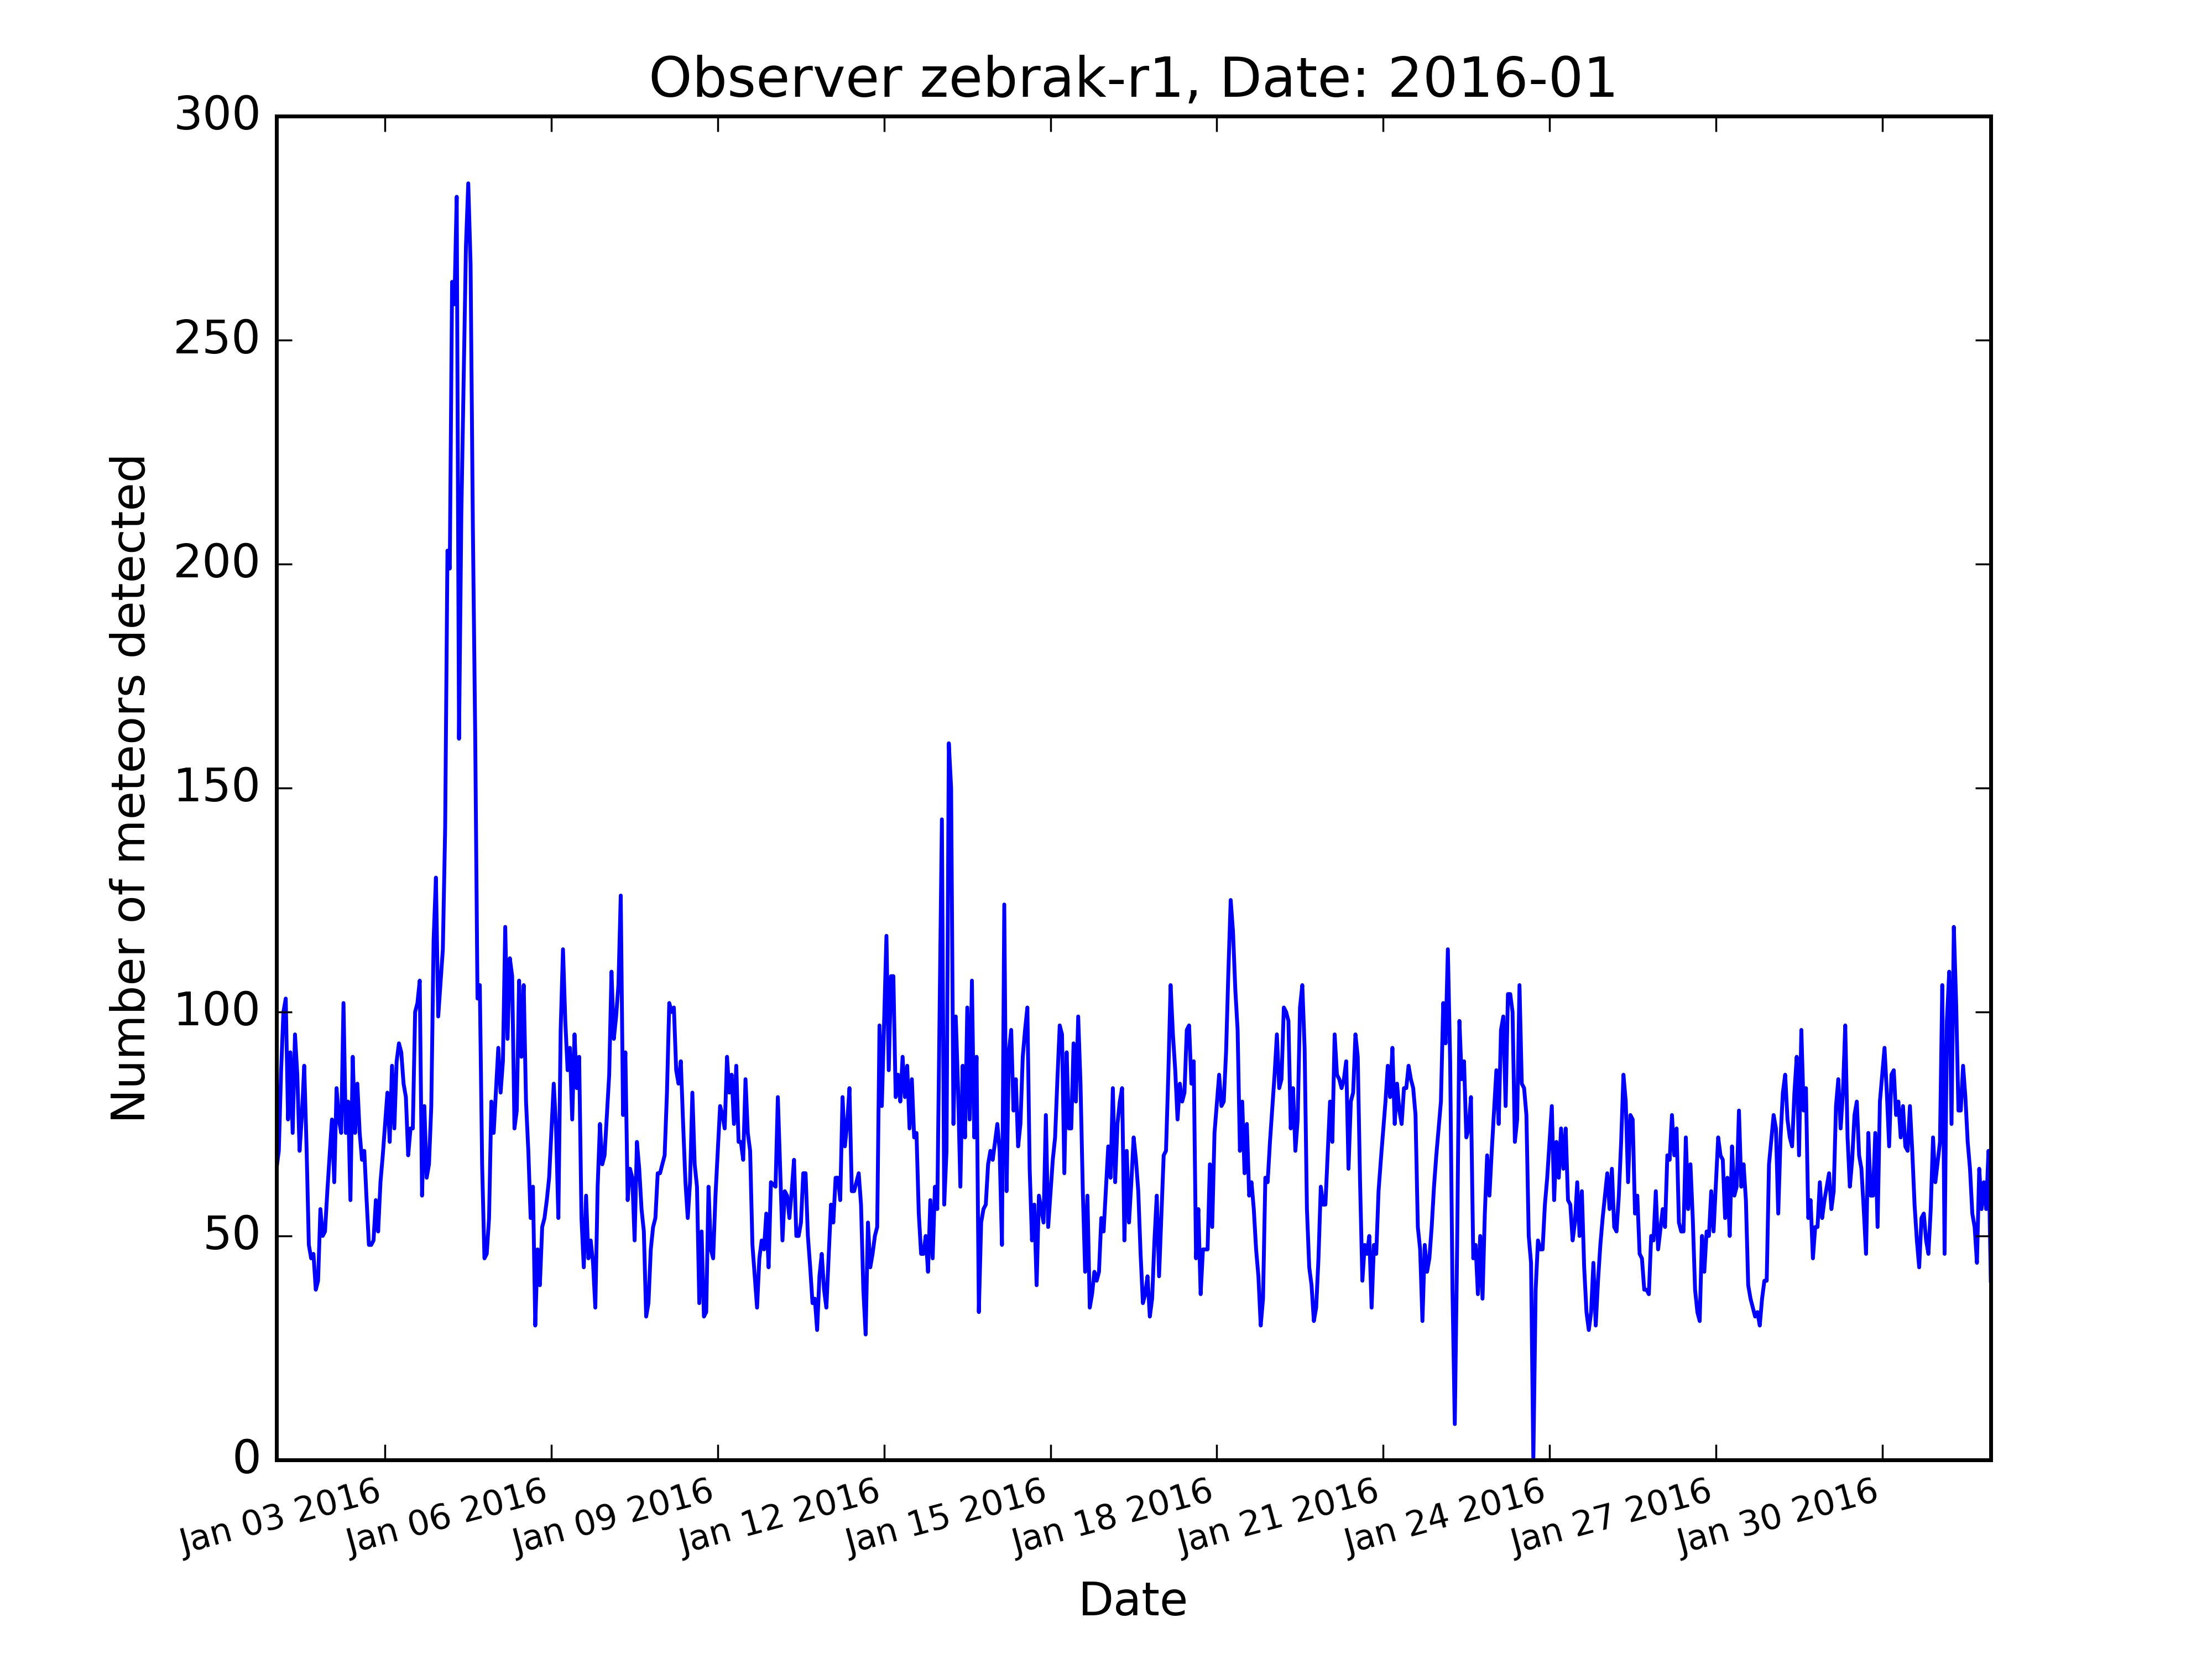 Observer zebrak-r1, Date: 2016-01
300
250
200
150
100
50
0
Number of meteors detected
Jan 03 2016
Jan 06 2016
Jan 09 2016
Jan 12 2016
Jan 15 2016
Jan 18 2016
Jan 21 2016
Jan 24 2016
Jan 27 2016
Jan 30 2016
Date